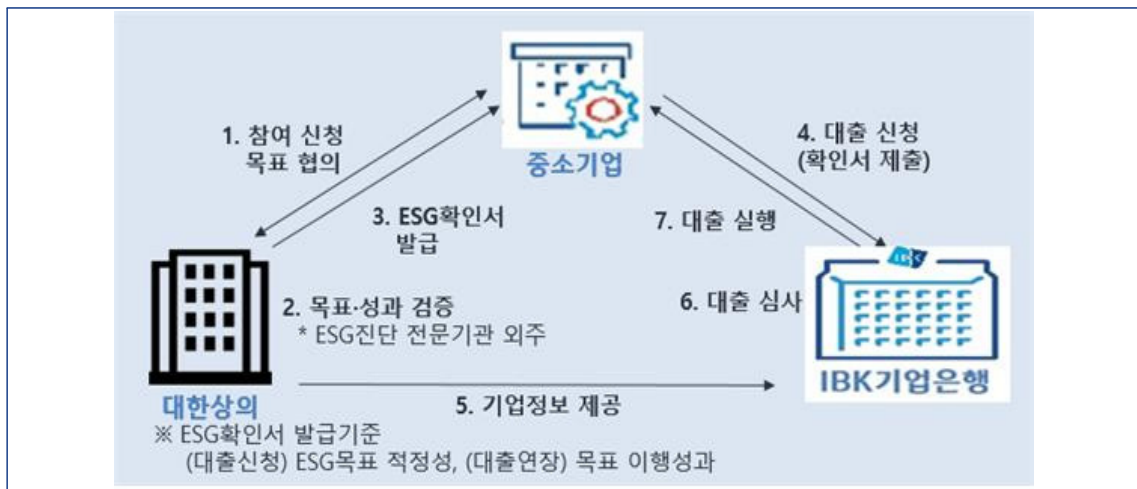 중소기업
1. 참여 신청
목표 협의
4. 대출 신청
(확인서 제출)
3. ESG확인서
발급
7. 대출 실행
2. 목표·성과 검증
* ESG진단 전문기관 외주
6. 대출 심사
IBK기업은행
대한상의
5. 기업정보 제공
※ ESG확인서 발급기준
(대출신청) ESG목표 적정성, (대출연장) 목표 이행성과